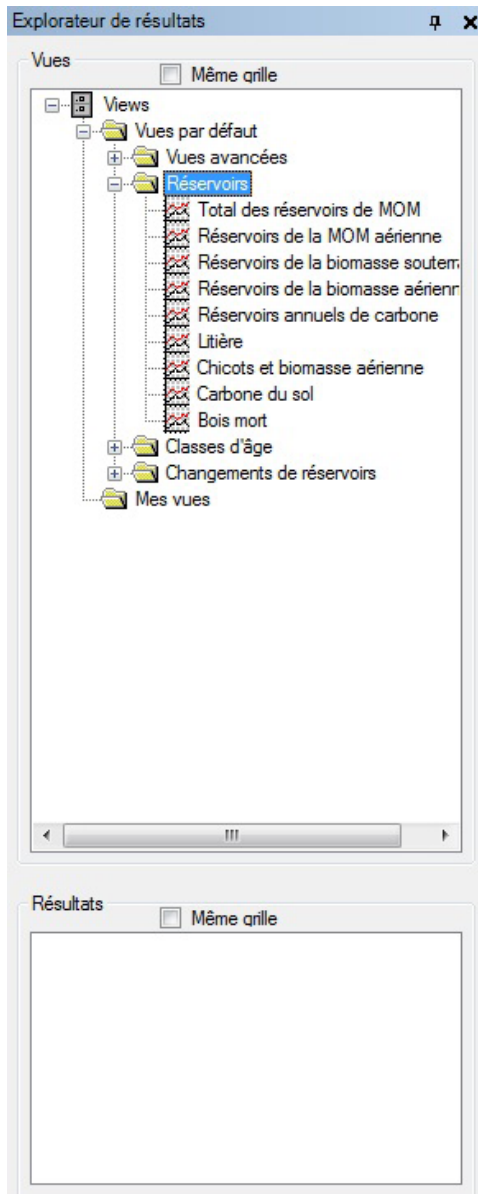 Explorateur de résultats
Vues
Même grille
Views
Vues par défaut
Vues avancées
Réservoirs
Total des réservoirs de MOM
Réservoirs de la MOM aérienne
Réservoirs de la biomasse souterr
Réservoirs de la biomasse aérienn
Réservoirs annuels de carbone
Litière
Chicots et biomasse aérienne
Carbone du sol
Bois mort
Classes d'âge
Changements de réservoirs
Mes vues
Résultats
Même grille